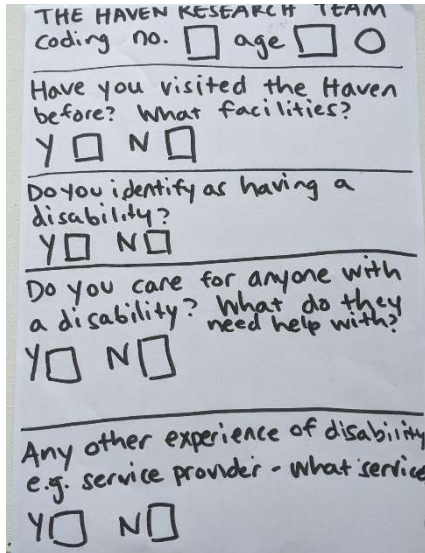 THE HAVEN RESEARCH TEAM
Coding no. □ age □ ○
Have you visited the Haven
before? What facilities?
Y □ N □
Do you identify as having a
disability?
Y □ N □
Do you care for anyone with
a disability? What do they
need help with?
Y □ N □
Any other experience of disability
e.g. service provider - what service
Y □ N □